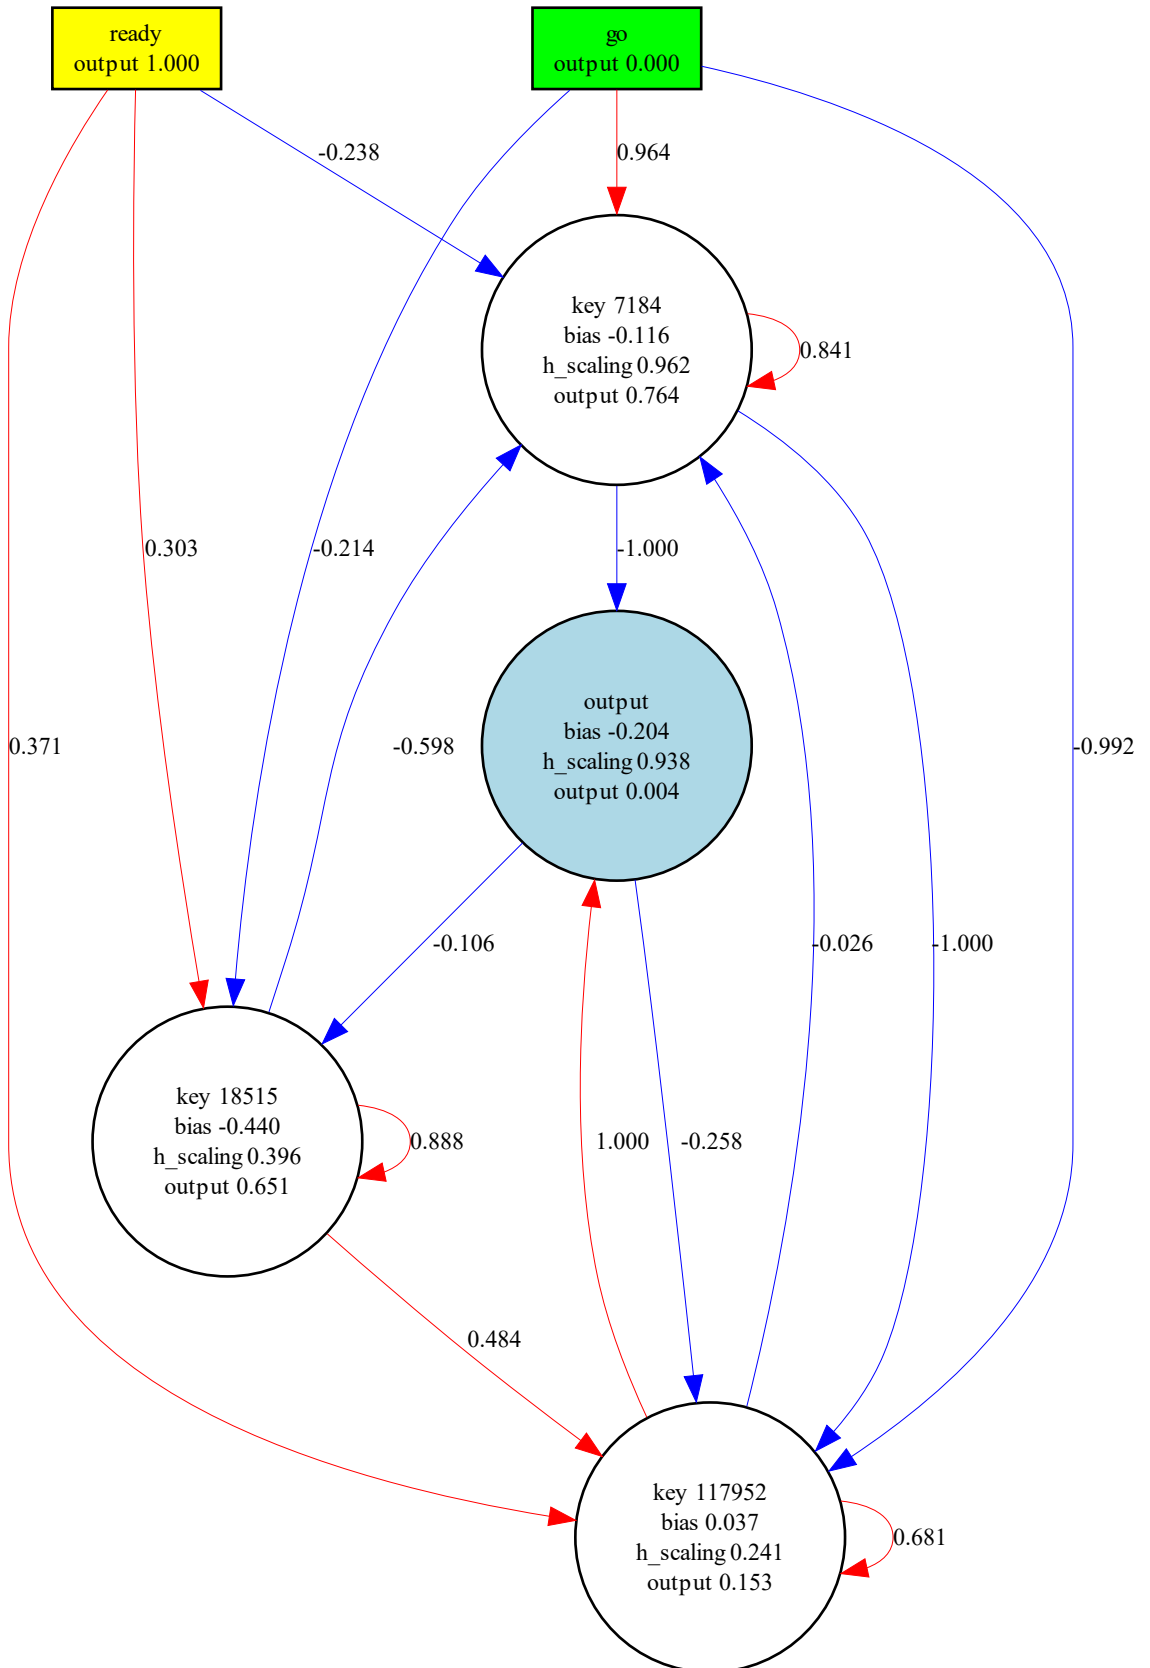 ready
output 1.000
go
output 0.000
-0.238
0.964
key 7184
bias -0.116
h_scaling 0.962
output 0.764
0.841
0.303
-0.214
-1.000
output
bias -0.204
h_scaling 0.938
output 0.004
0.371
-0.598
-0.992
-0.106
-0.026
-1.000
key 18515
bias -0.440
h_scaling 0.396
output 0.651
0.888
1.000
-0.258
0.484
key 117952
bias 0.037
h_scaling 0.241
output 0.153
0.681